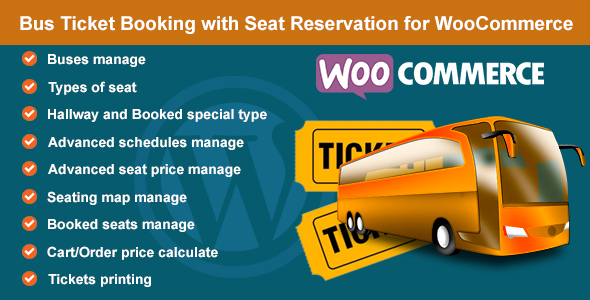 Bus Ticket Booking with Seat Reservation for WooCommerce
Buses manage
Types of seat
Hallway and Booked special type
Advanced schedules manage
Advanced seat price manage
Seating map manage
Booked seats manage
Cart/Order price calculate
Tickets printing
WOO COMMERCE